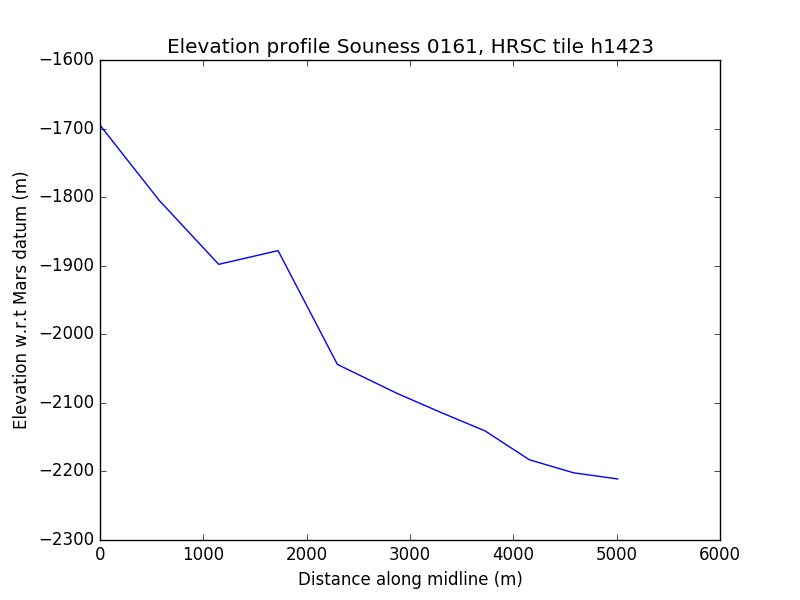 Elevation profile Souness 0161, HRSC tile h1423
−1600
−1700
−1800
−1900
−2000
−2100
−2200
−2300
Elevation w.r.t Mars datum (m)
0 1000 2000 3000 4000 5000 6000
Distance along midline (m)